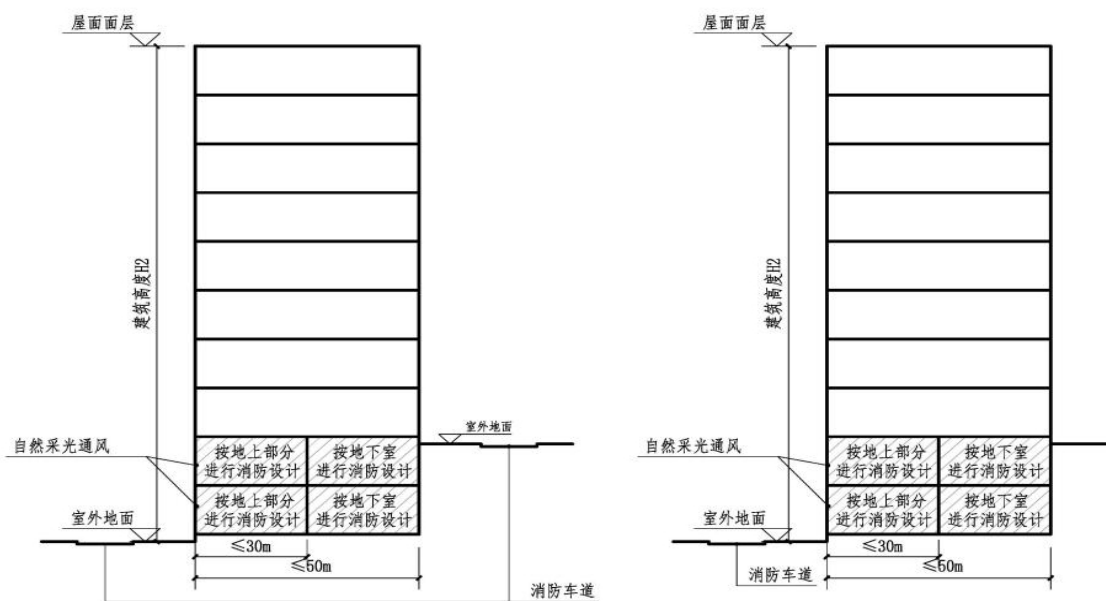 屋面面层
建筑高度H2
自然采光通风
按地上部分
进行消防设计
按地下室
进行消防设计
按地上部分
进行消防设计
按地下室
进行消防设计
室外地面
室外地面
≤30m
≤50m
消防车道
屋面面层
建筑高度H2
自然采光通风
按地上部分
进行消防设计
按地下室
进行消防设计
按地上部分
进行消防设计
按地下室
进行消防设计
室外地面
≤30m
≤50m
消防车道